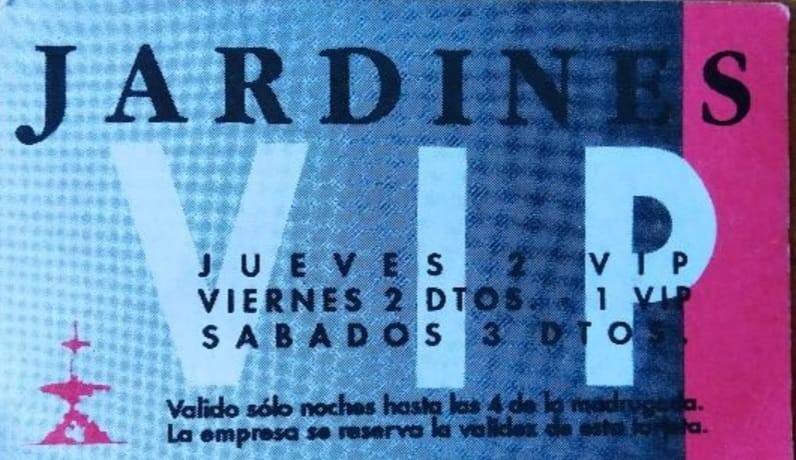 JARDINES
VIP
JUEVES 2 VIP
VIERNES 2 DTOS. - 1 VIP
SABADOS 3 DTOS.
Valido sólo noches hasta las 4 de la madrugada.
La empresa se reserva la validez de esta tarjeta.